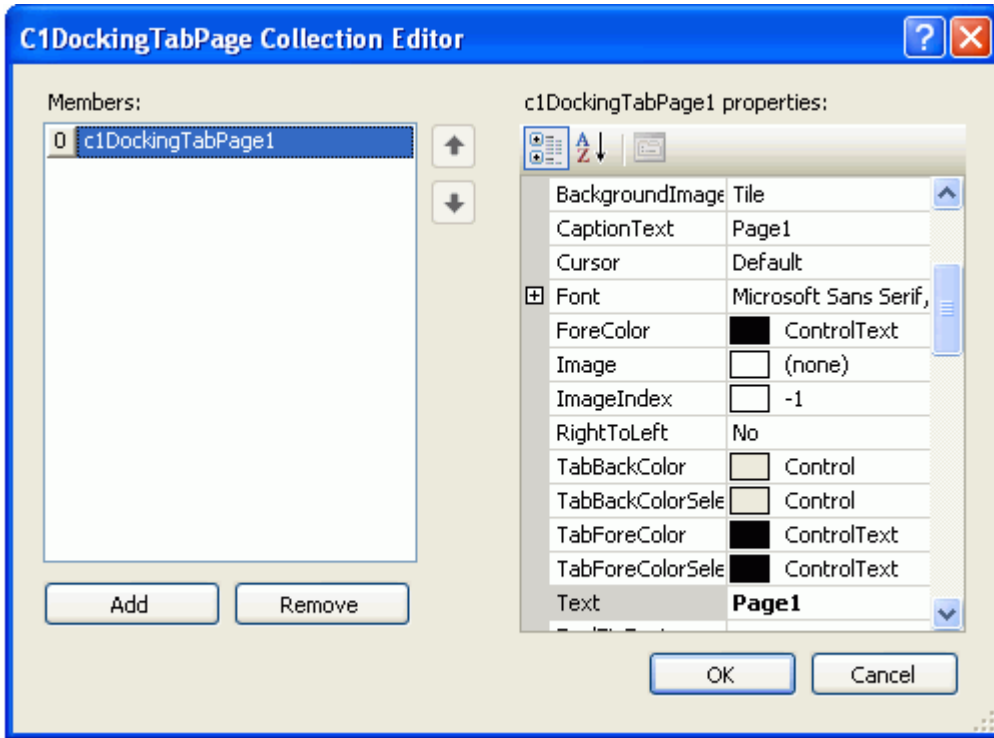 C1DockingTabPage Collection Editor
Members:
0 c1DockingTabPage1
Add
Remove
c1DockingTabPage1 properties:
BackgroundImage Tile
CaptionText Page1
Cursor Default
Font Microsoft Sans Serif,
ForeColor ControlText
Image (none)
ImageIndex -1
RightToLeft No
TabBackColor Control
TabBackColorSele Control
TabForeColor ControlText
TabForeColorSele ControlText
Text Page1
OK
Cancel